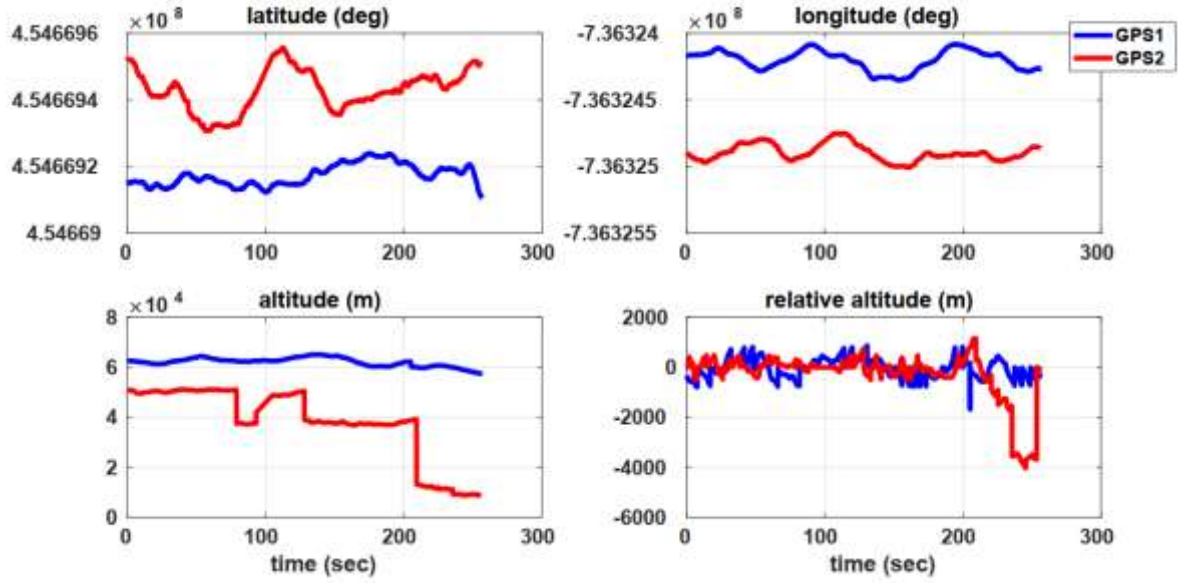 latitude (deg)
× 10 8
4.546696
4.546694
4.546692
4.54669
0 100 200 300
longitude (deg)
× 10 8
-7.36324
-7.363245
-7.36325
-7.363255
0 100 200 300
GPS1
GPS2
altitude (m)
× 10 4
8
6
4
2
0
0 100 200 300
time (sec)
relative altitude (m)
2000
0
-2000
-4000
-6000
0 100 200 300
time (sec)